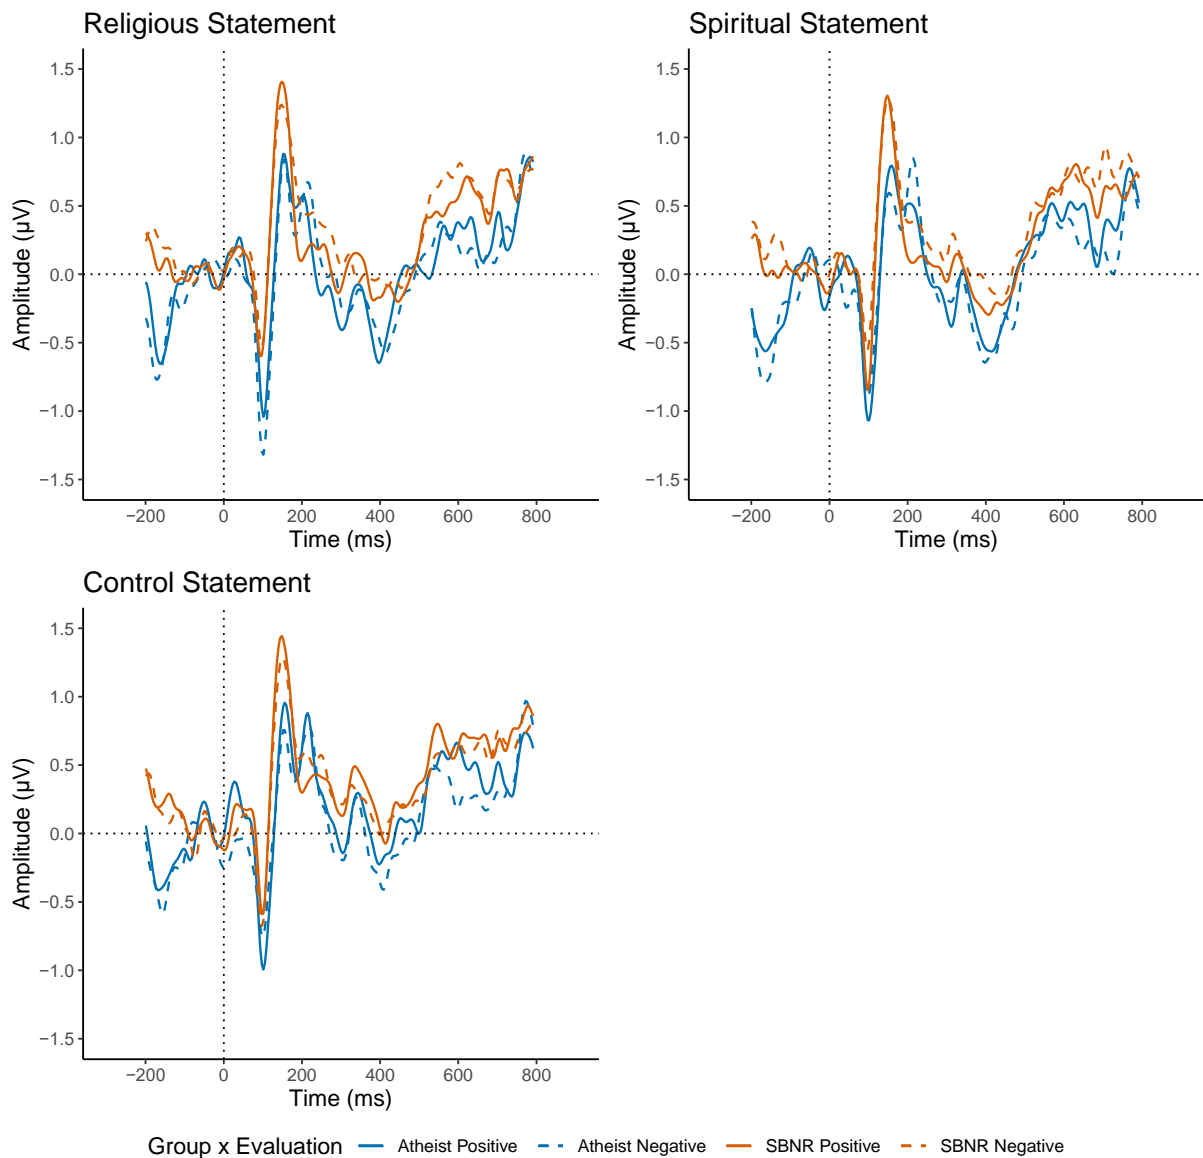 Religious Statement
1.5
1.0
0.5
0.0
−0.5
−1.0
−1.5
Amplitude (µV)
−200 0 200 400 600 800
Time (ms)
Spiritual Statement
1.5
1.0
0.5
0.0
−0.5
−1.0
−1.5
Amplitude (µV)
−200 0 200 400 600 800
Time (ms)
Control Statement
1.5
1.0
0.5
0.0
−0.5
−1.0
−1.5
Amplitude (µV)
−200 0 200 400 600 800
Time (ms)
Group x Evaluation Atheist Positive Atheist Negative SBNR Positive SBNR Negative